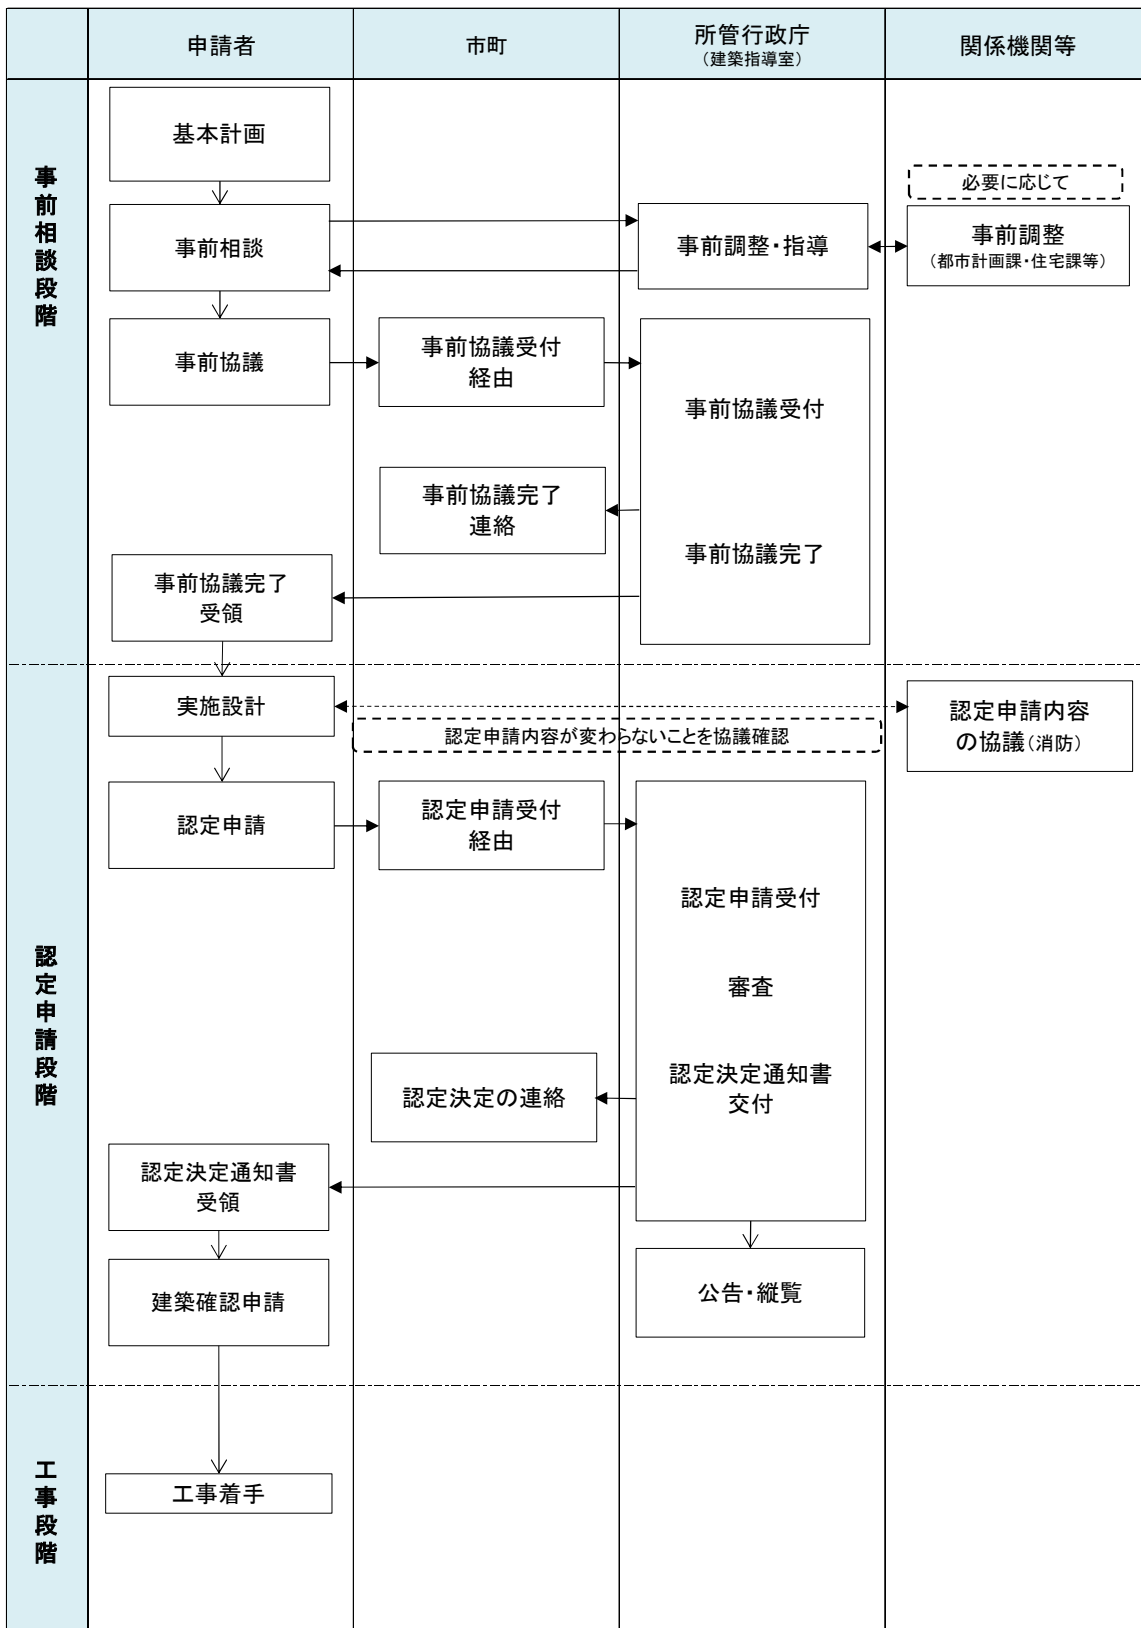 申請者
市町
所管行政庁
（建築指導室）
関係機関等
事前相談段階
基本計画
必要に応じて
事前相談
事前調整・指導
事前調整
（都市計画課・住宅課等）
事前協議
事前協議受付
経由
事前協議受付
事前協議完了
連絡
事前協議完了
事前協議完了
受領
認定申請段階
実施設計
認定申請内容が変わらないことを協議確認
認定申請内容
の協議（消防）
認定申請
認定申請受付
経由
認定申請受付
審査
認定決定通知書
交付
認定決定の連絡
認定決定通知書
受領
建築確認申請
公告・縦覧
工事段階
工事着手